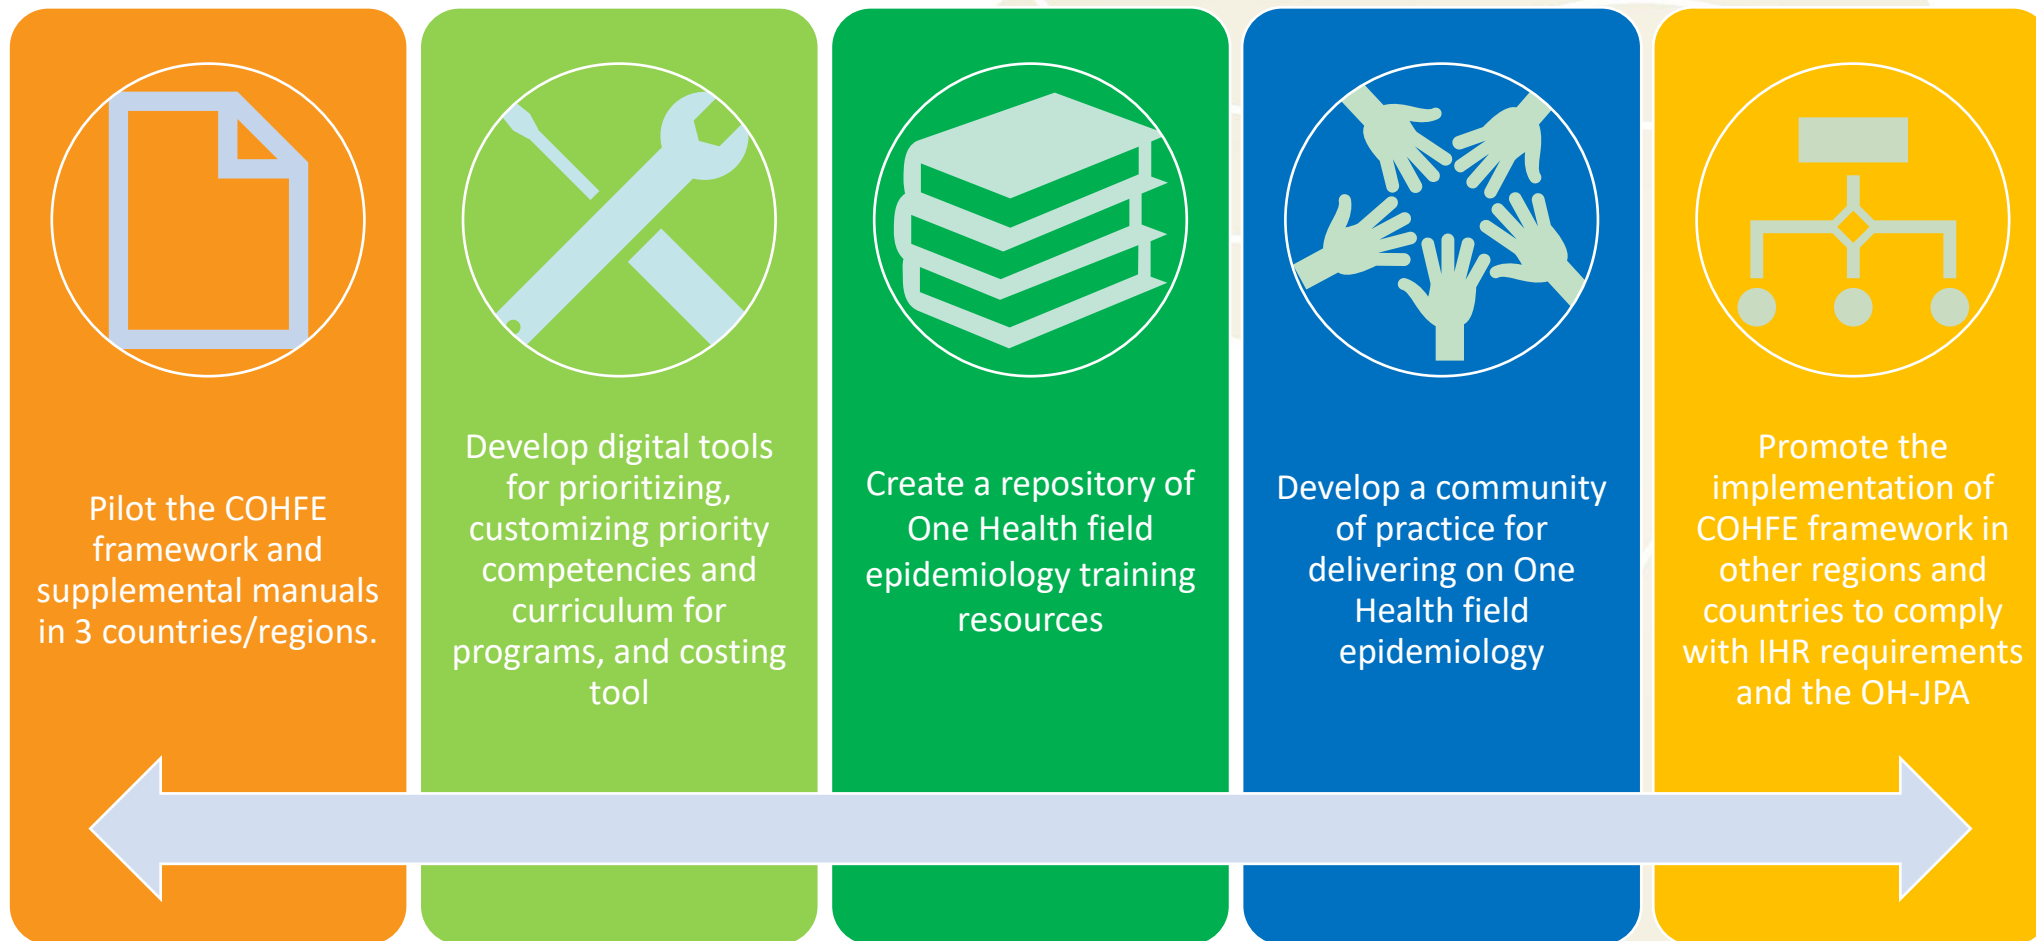 Pilot the COHFE
framework and
supplemental manuals
in 3 countries/regions.
Develop digital tools
for prioritizing,
customizing priority
competencies and
curriculum for
programs, and costing
tool
Create a repository of
One Health field
epidemiology training
resources
Develop a community
of practice for
delivering on One
Health field
epidemiology
Promote the
implementation of
COHFE framework in
other regions and
countries to comply
with IHR requirements
and the OH-JPA